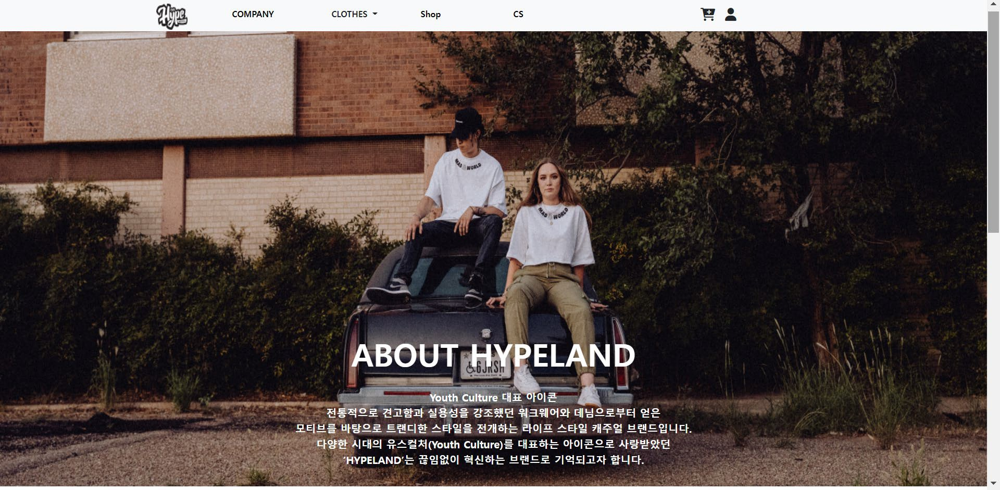 Hype
COMPANY
CLOTHES
Shop
CS
MAD WORLD
MAD WORLD
ABOUT HYPELAND
Youth Culture 대표 아이콘
전통적으로 견고함과 실용성을 강조했던 워크웨어와 데님으로부터 얻은
모티브를 바탕으로 트랜디한 스타일을 전개하는 라이프 스타일 캐주얼 브랜드입니다.
다양한 시대의 유스컬처(Youth Culture)를 대표하는 아이콘으로 사랑받았던
‘HYPELAND’는 끊임없이 혁신하는 브랜드로 기억되고자 합니다.